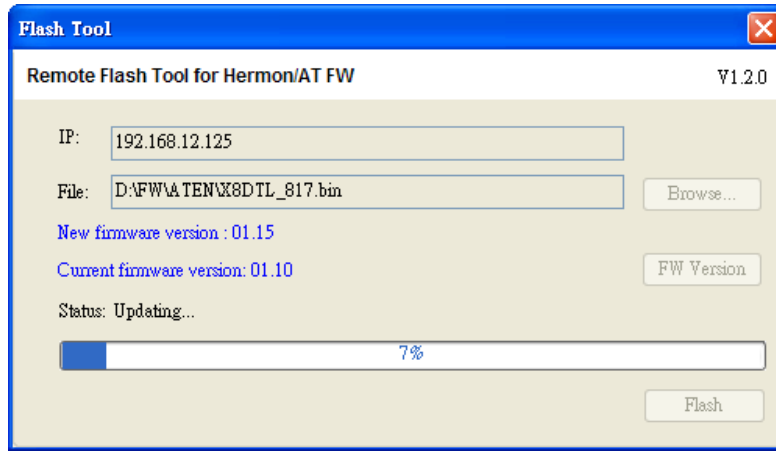 Flash Tool
Remote Flash Tool for Hermon/AT FW V1.2.0
IP: 192.168.12.125
File: D:\FW\ATEN\X8DTL_817.bin Browse...
New firmware version : 01.15
Current firmware version: 01.10 FW Version
Status: Updating...
7%
Flash